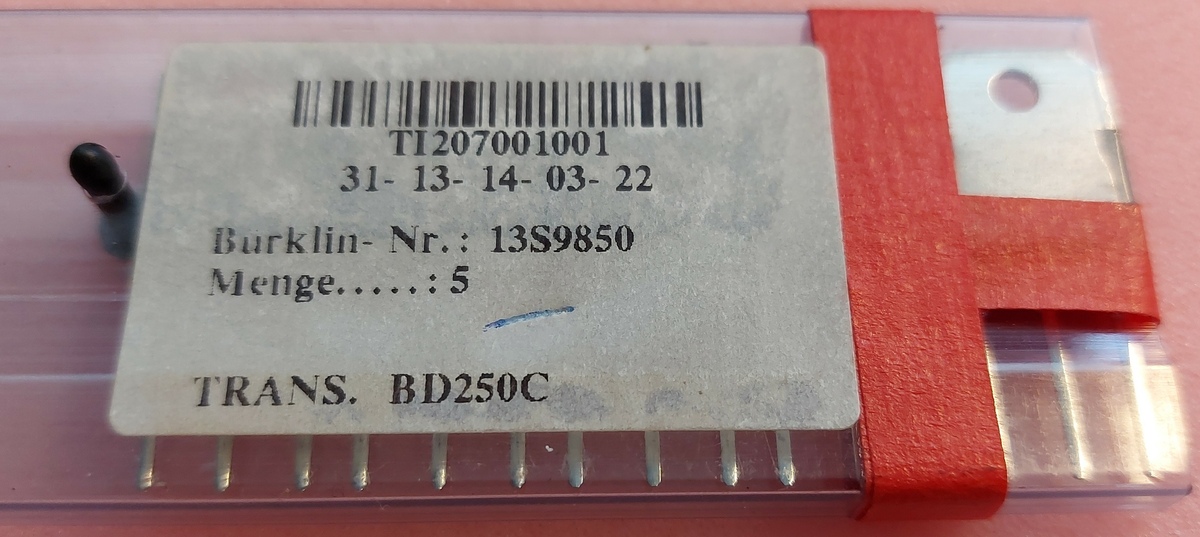 TI207001001
31- 13- 14- 03- 22
Burklin- Nr.: 13S9850
Menge.....: 5
TRANS. BD250C